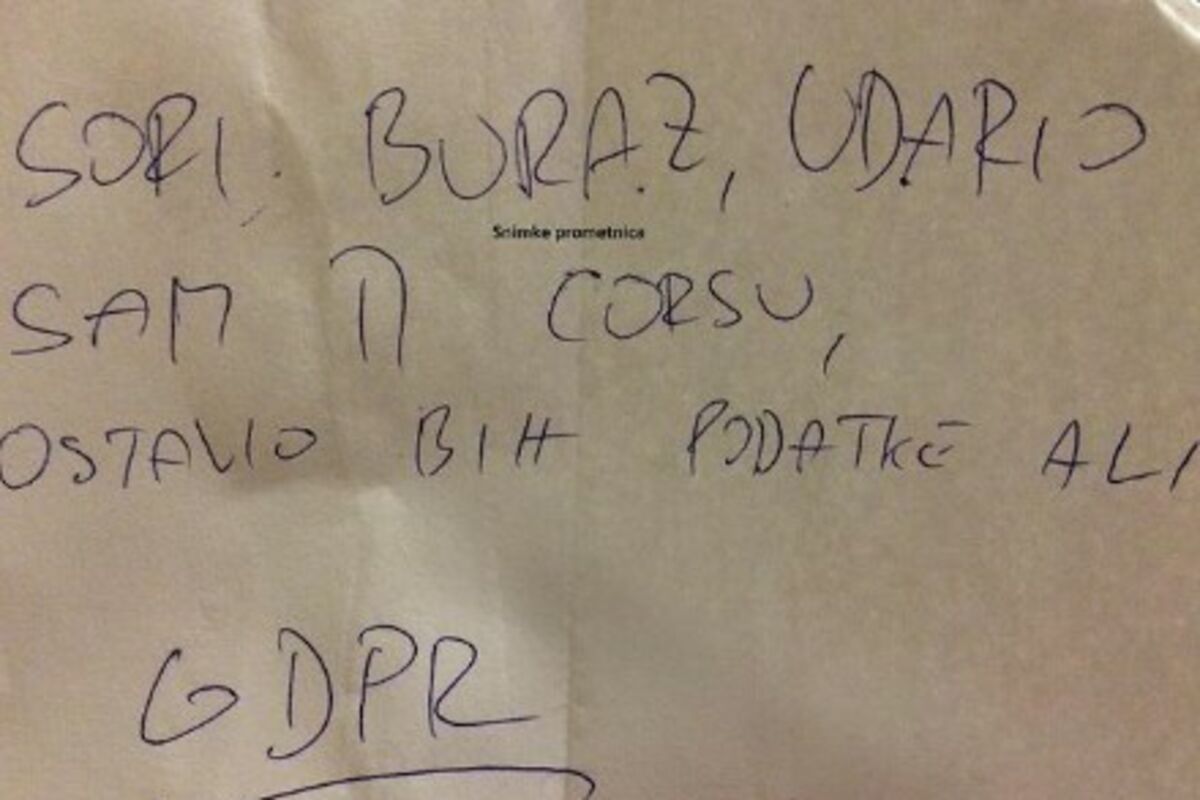 SORI, BURAZ, UDARIO
Snimke prometnica
SAM TI CORSU,
OSTAVIO BIH PODATKE ALI
GDPR